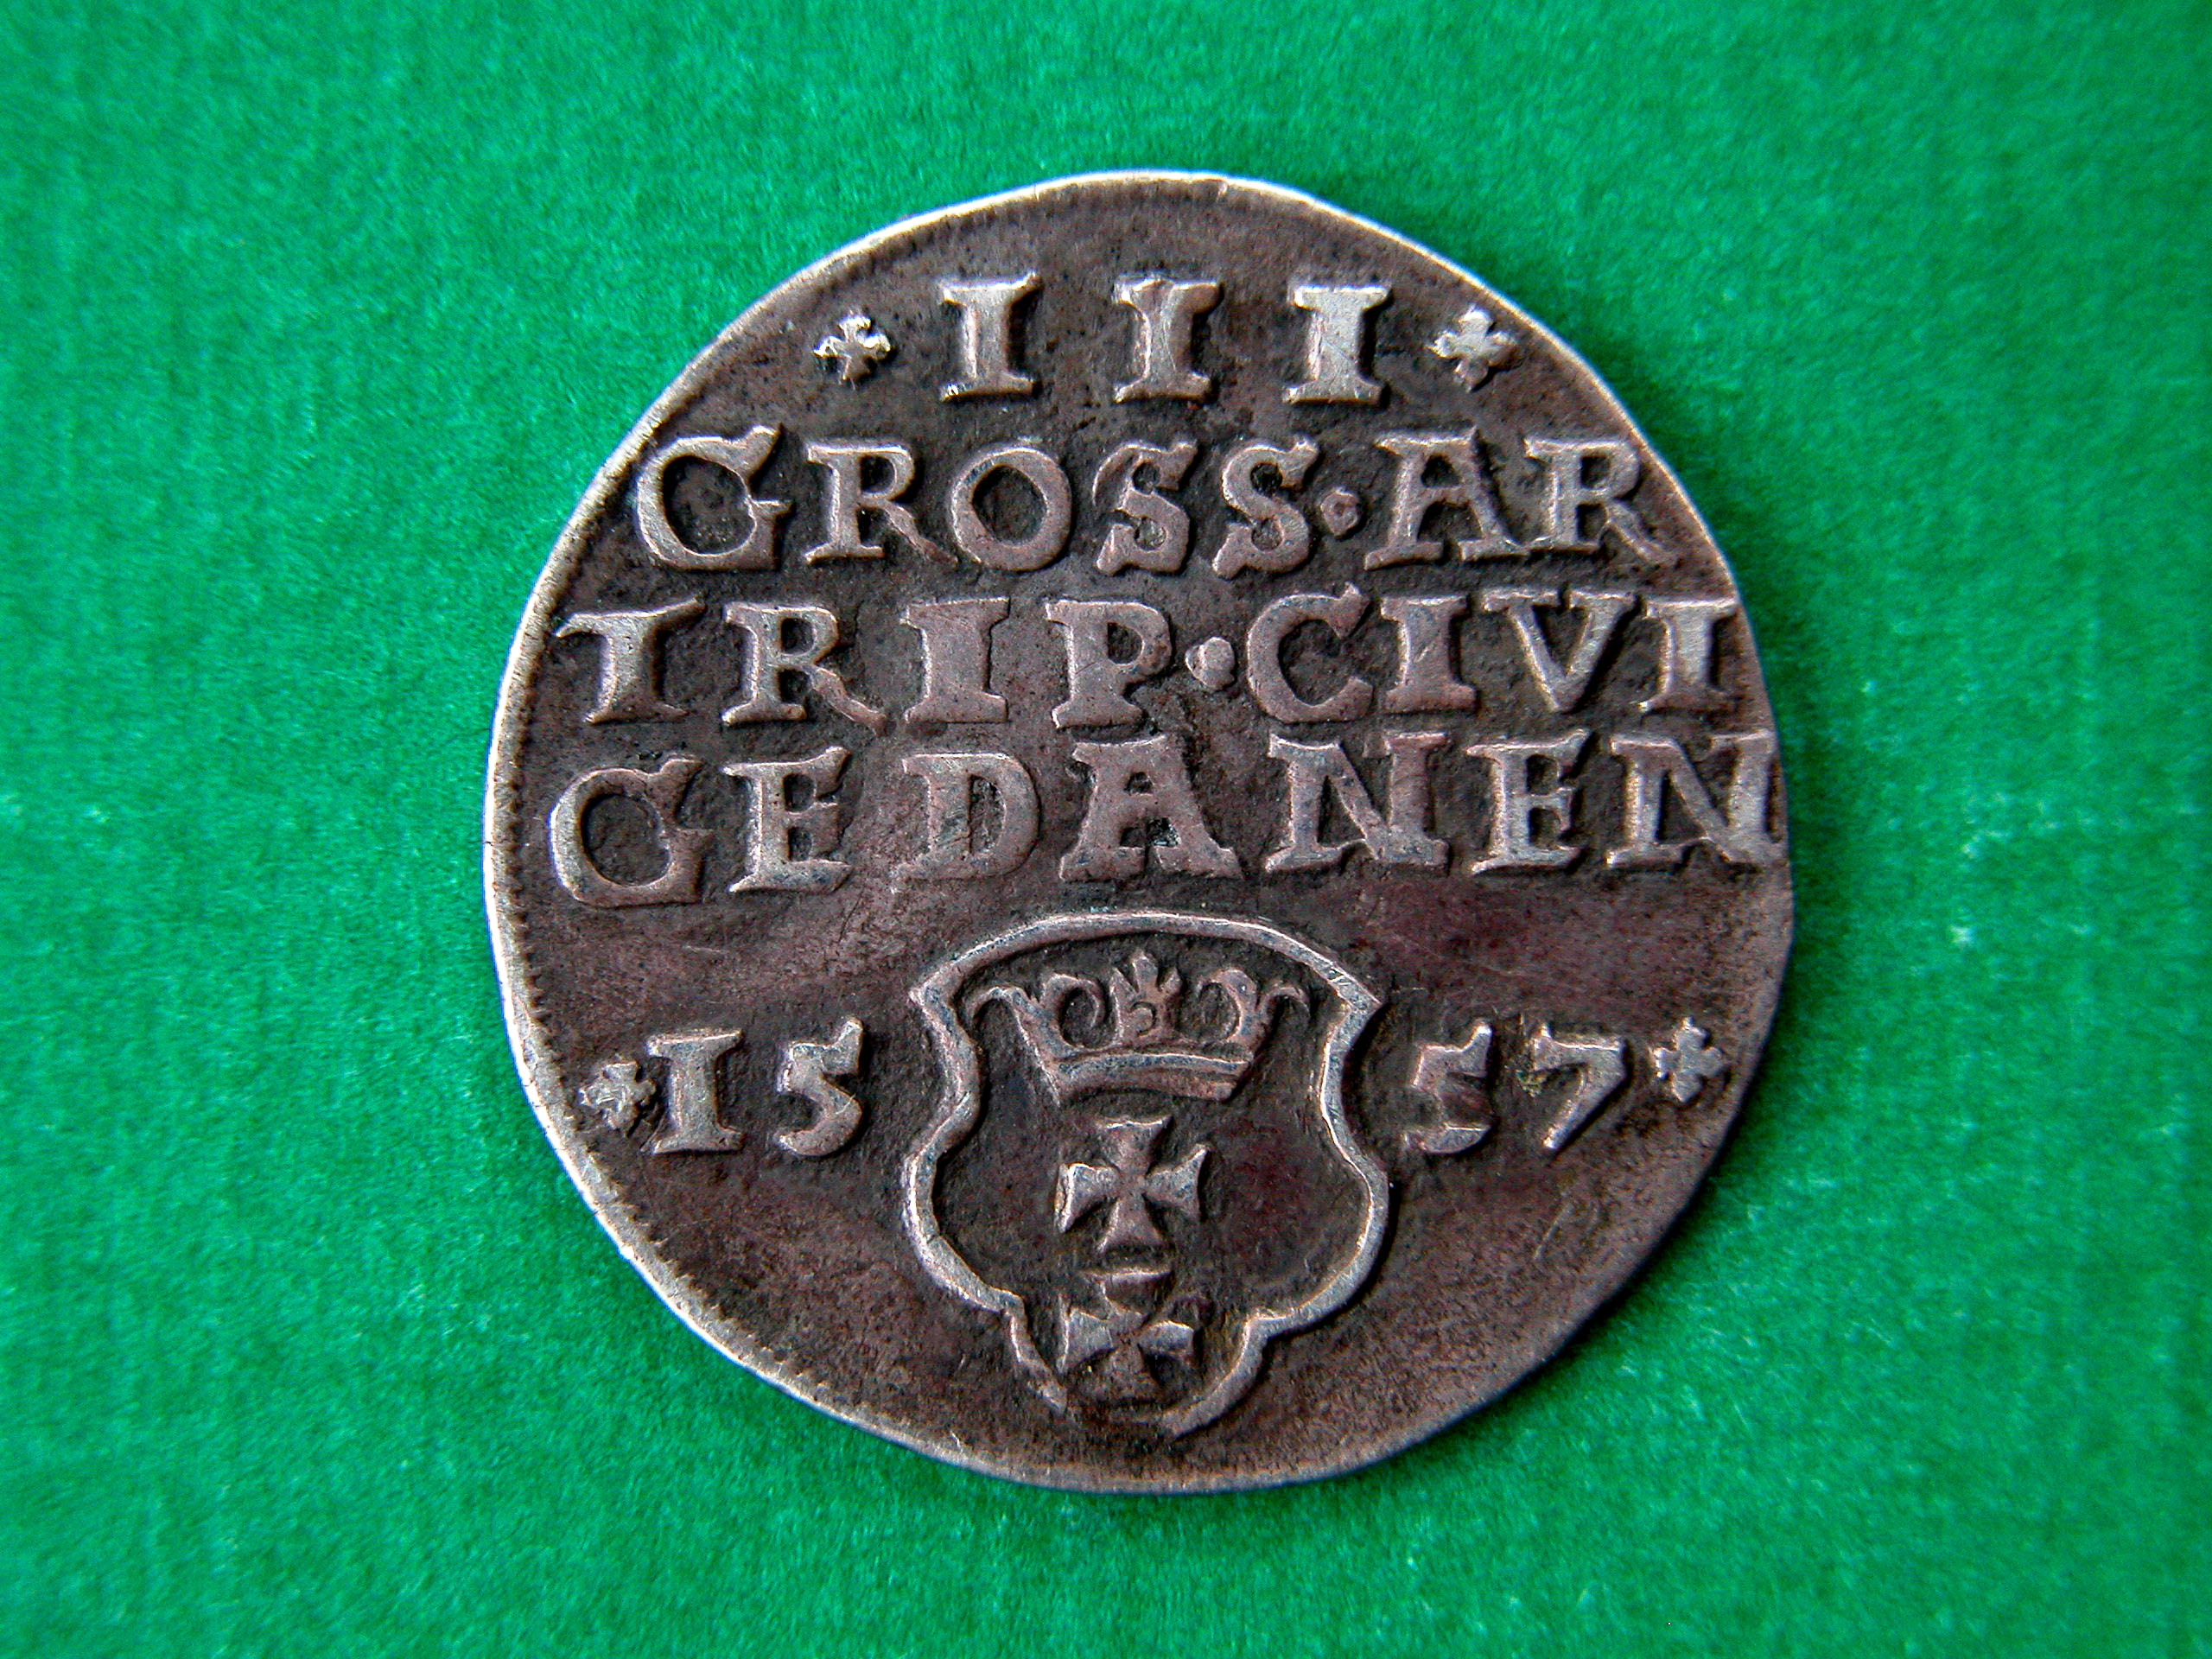 III
GROSS·AR
TRIP·CIVI
GEDANEN
15 57